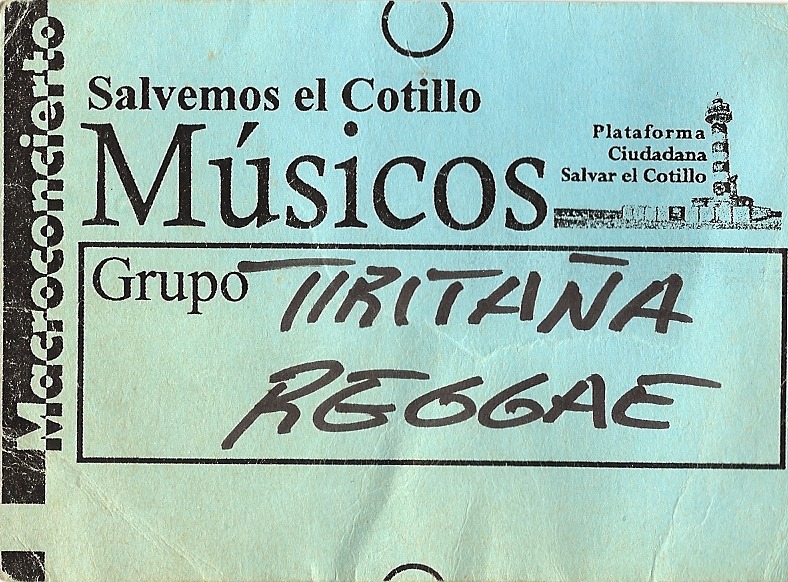 Macroconcierto
Salvemos el Cotillo
Músicos
Plataforma
Ciudadana
Salvar el Cotillo
Grupo TIRITAÑA
REGGAE